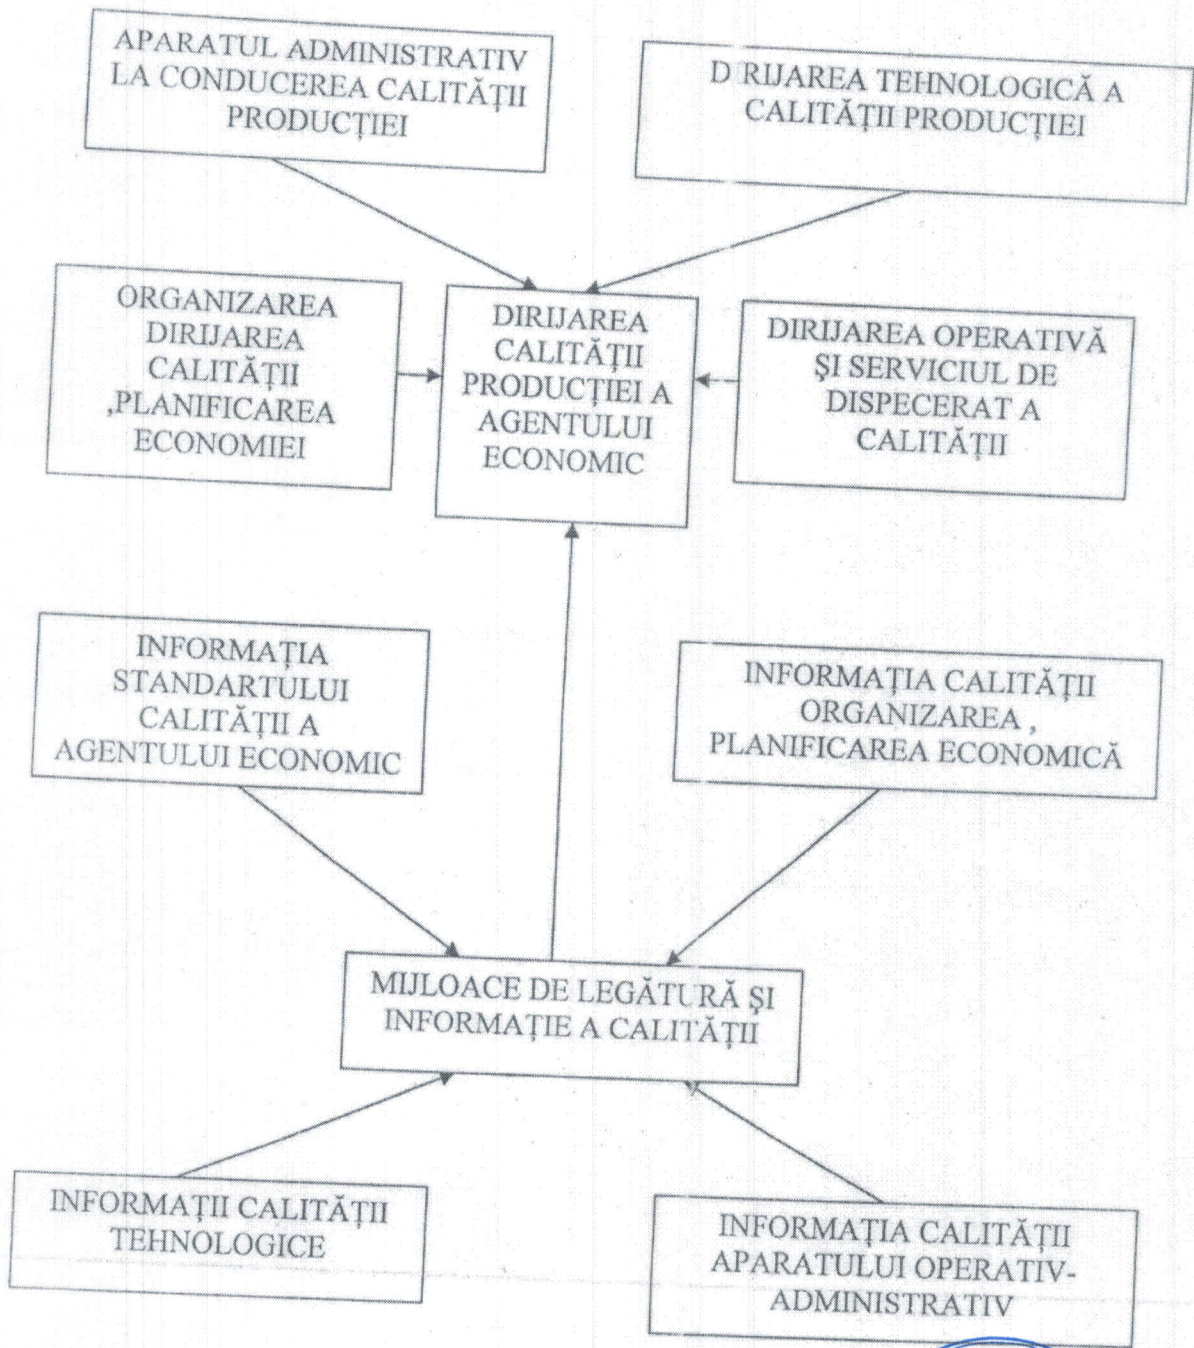 APARATUL ADMINISTRATIV
LA CONDUCEREA CALITĂȚII
PRODUCȚIEI
DIRIJAREA TEHNOLOGICĂ A
CALITĂȚII PRODUCȚIEI
ORGANIZAREA
DIRIJAREA
CALITĂȚII
,PLANIFICAREA
ECONOMIEI
DIRIJAREA
CALITĂȚII
PRODUCȚIEI A
AGENTULUI
ECONOMIC
DIRIJAREA OPERATIVĂ
ȘI SERVICIUL DE
DISPECERAT A
CALITĂȚII
INFORMAȚIA
STANDARTULUI
CALITĂȚII A
AGENTULUI ECONOMIC
INFORMAȚIA CALITĂȚII
ORGANIZAREA ,
PLANIFICAREA ECONOMICĂ
MIJLOACE DE LEGĂTURĂ ȘI
INFORMAȚIE A CALITĂȚII
INFORMAȚII CALITĂȚII
TEHNOLOGICE
INFORMAȚIA CALITĂȚII
APARATULUI OPERATIV-
ADMINISTRATIV